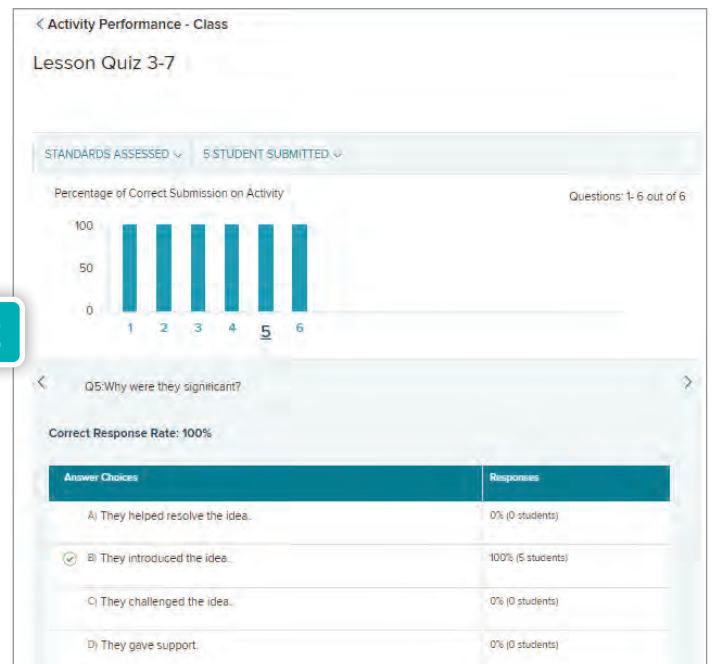 < Activity Performance - Class
Lesson Quiz 3-7
STANDARDS ASSESSED 5 STUDENT SUBMITTED
Percentage of Correct Submission on Activity Questions: 1- 6 out of 6
100
50
0
1 2 3 4 5 6
< Q5:Why were they significant? >
Correct Response Rate: 100%
Answer Choices Responses
A) They helped resolve the idea. 0% (0 students)
B) They introduced the idea. 100% (5 students)
C) They challenged the idea. 0% (0 students)
D) They gave support. 0% (0 students)